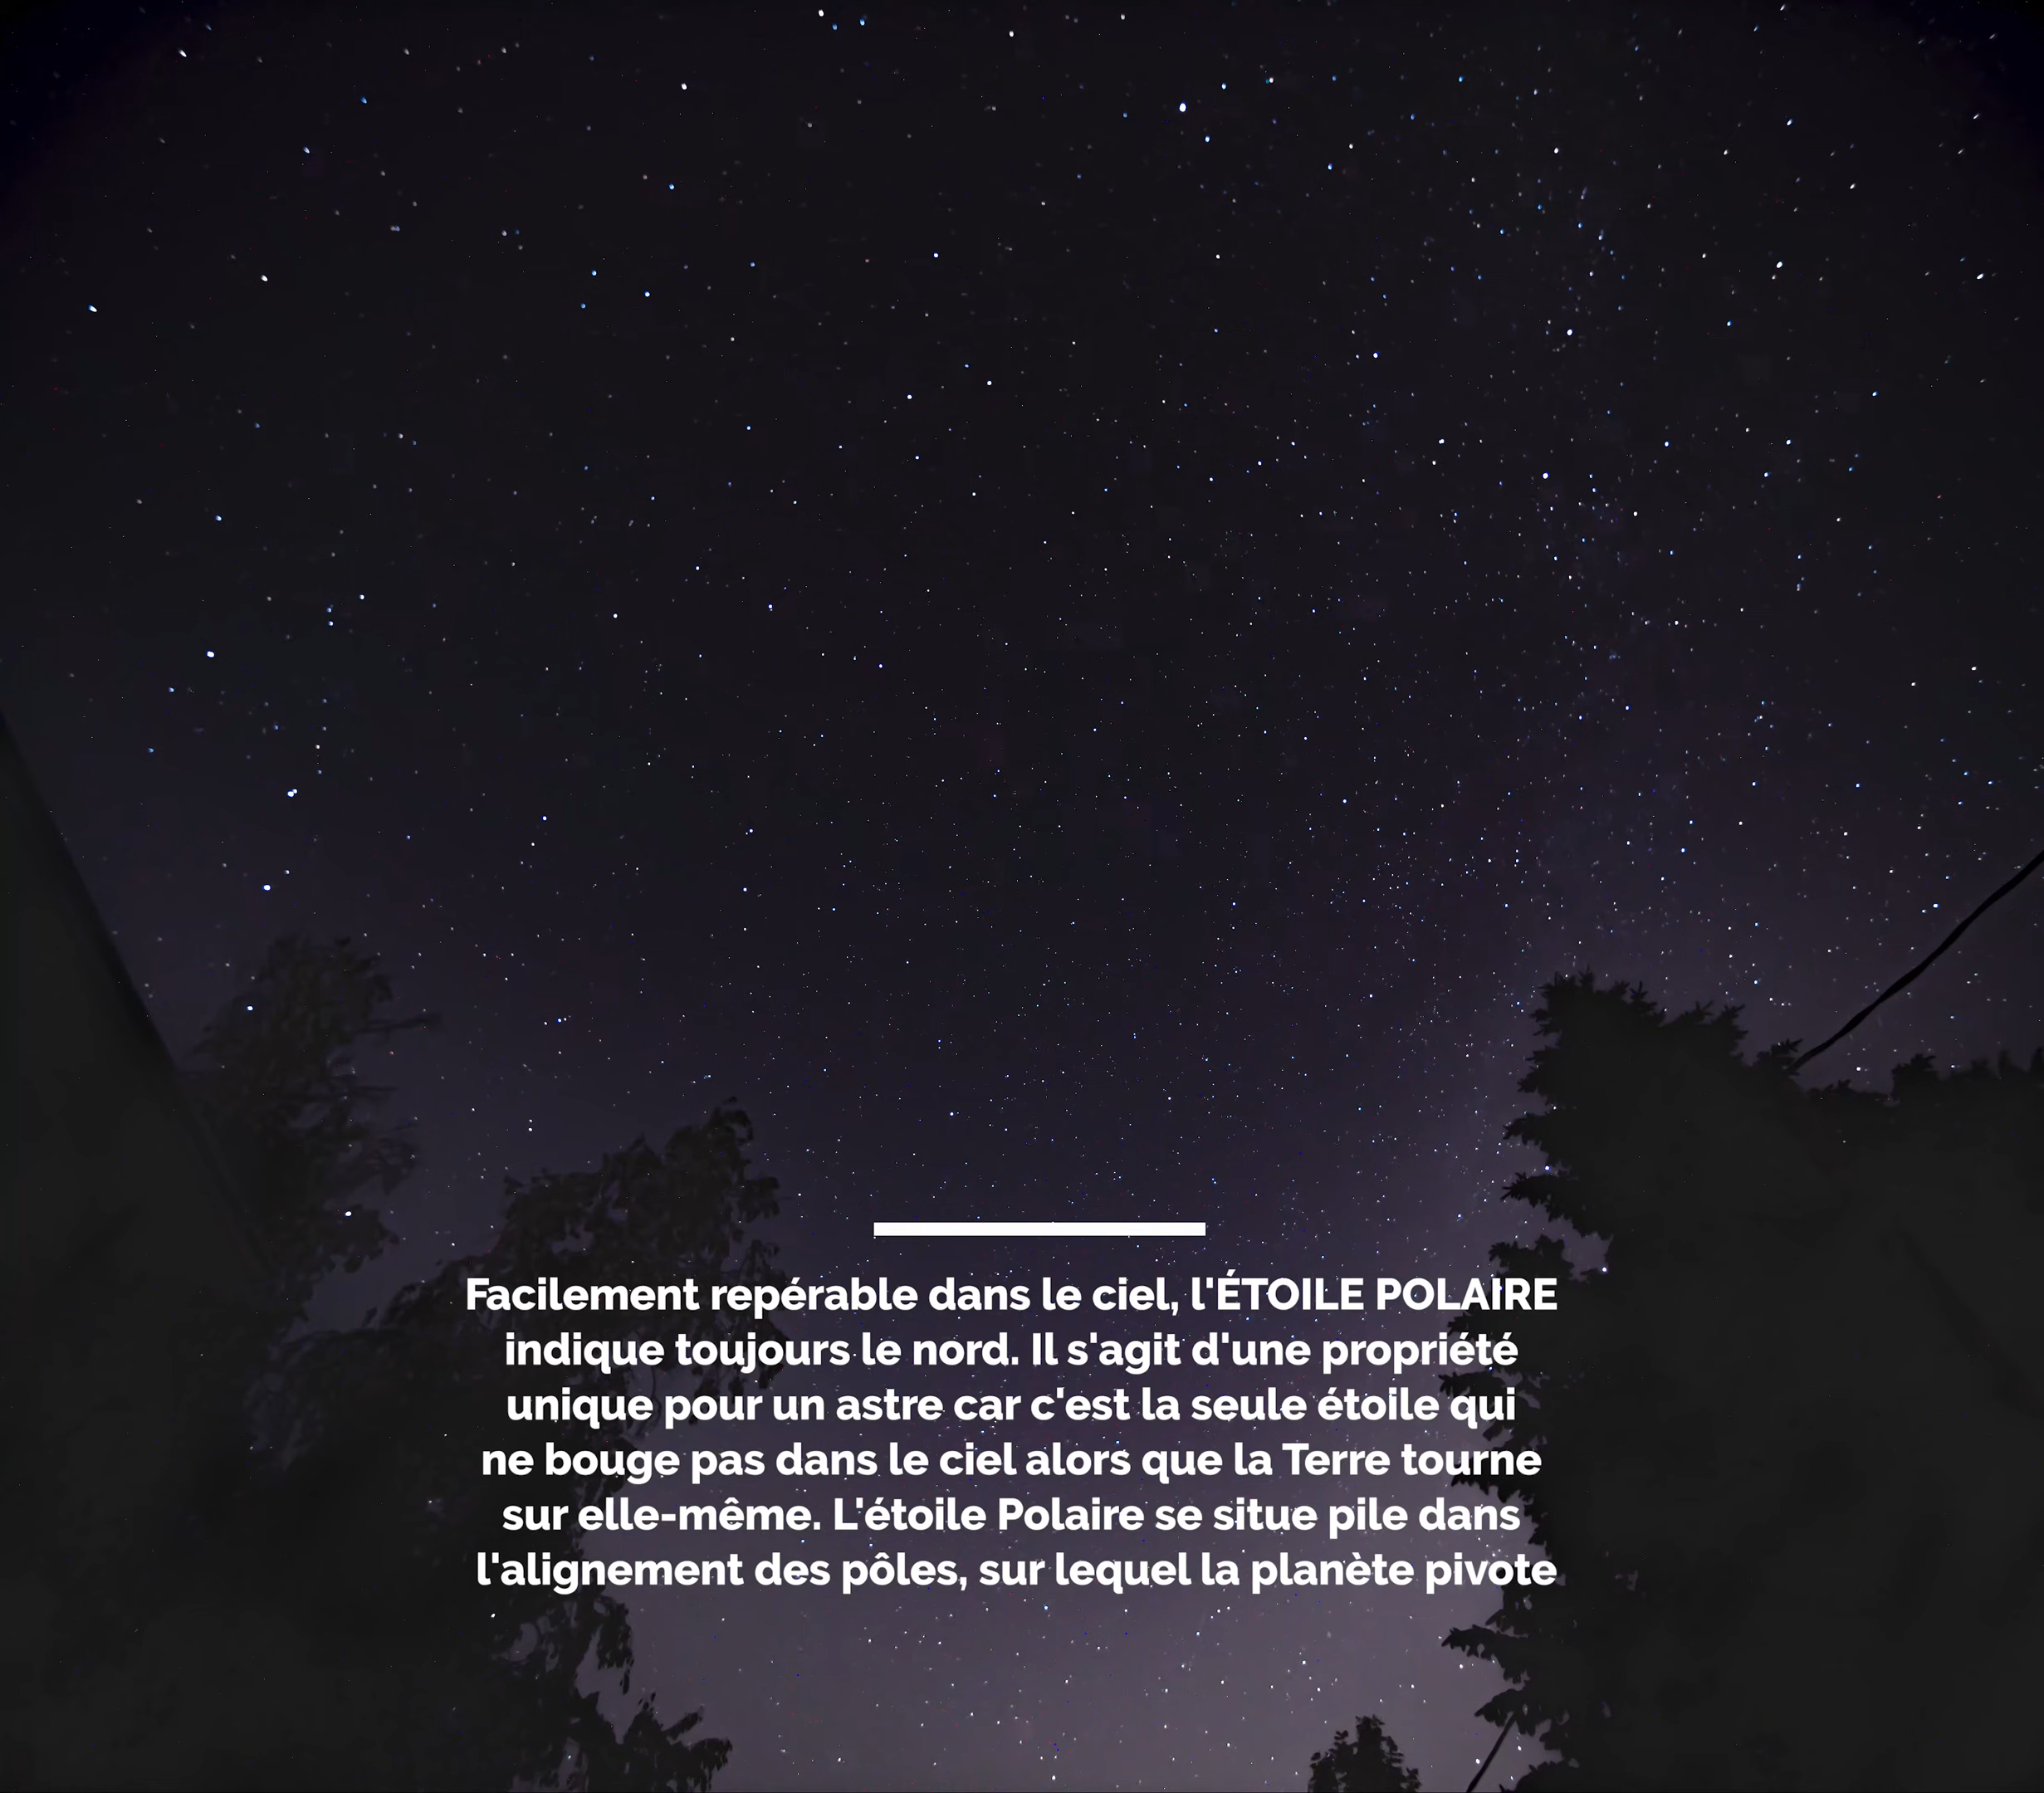 Facilement repérable dans le ciel, l'ÉTOILE POLAIRE
indique toujours le nord. Il s'agit d'une propriété
unique pour un astre car c'est la seule étoile qui
ne bouge pas dans le ciel alors que la Terre tourne
sur elle-même. L'étoile Polaire se situe pile dans
l'alignement des pôles, sur lequel la planète pivote